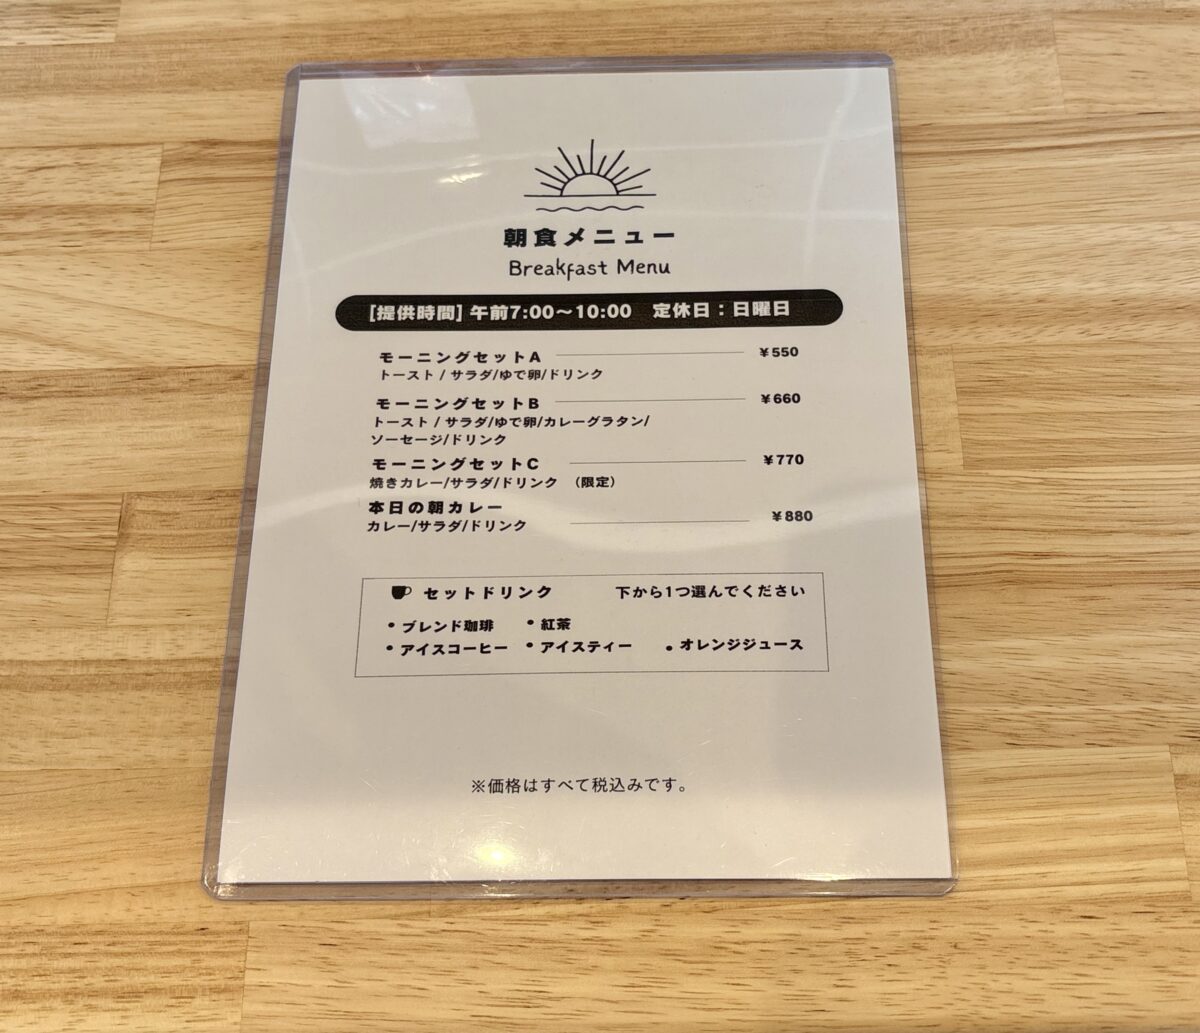 朝食メニュー
Breakfast Menu
[提供時間] 午前7:00～10:00 定休日：日曜日
モーニングセットA ¥550
トースト / サラダ/ゆで卵/ドリンク
モーニングセットB ¥660
トースト / サラダ/ゆで卵/カレーグラタン/
ソーセージ/ドリンク
モーニングセットC ¥770
焼きカレー/サラダ/ドリンク （限定）
本日の朝カレー
カレー/サラダ/ドリンク ¥880
セットドリンク 下から1つ選んでください
• ブレンド珈琲 • 紅茶
• アイスコーヒー • アイスティー • オレンジジュース
※価格はすべて税込みです。